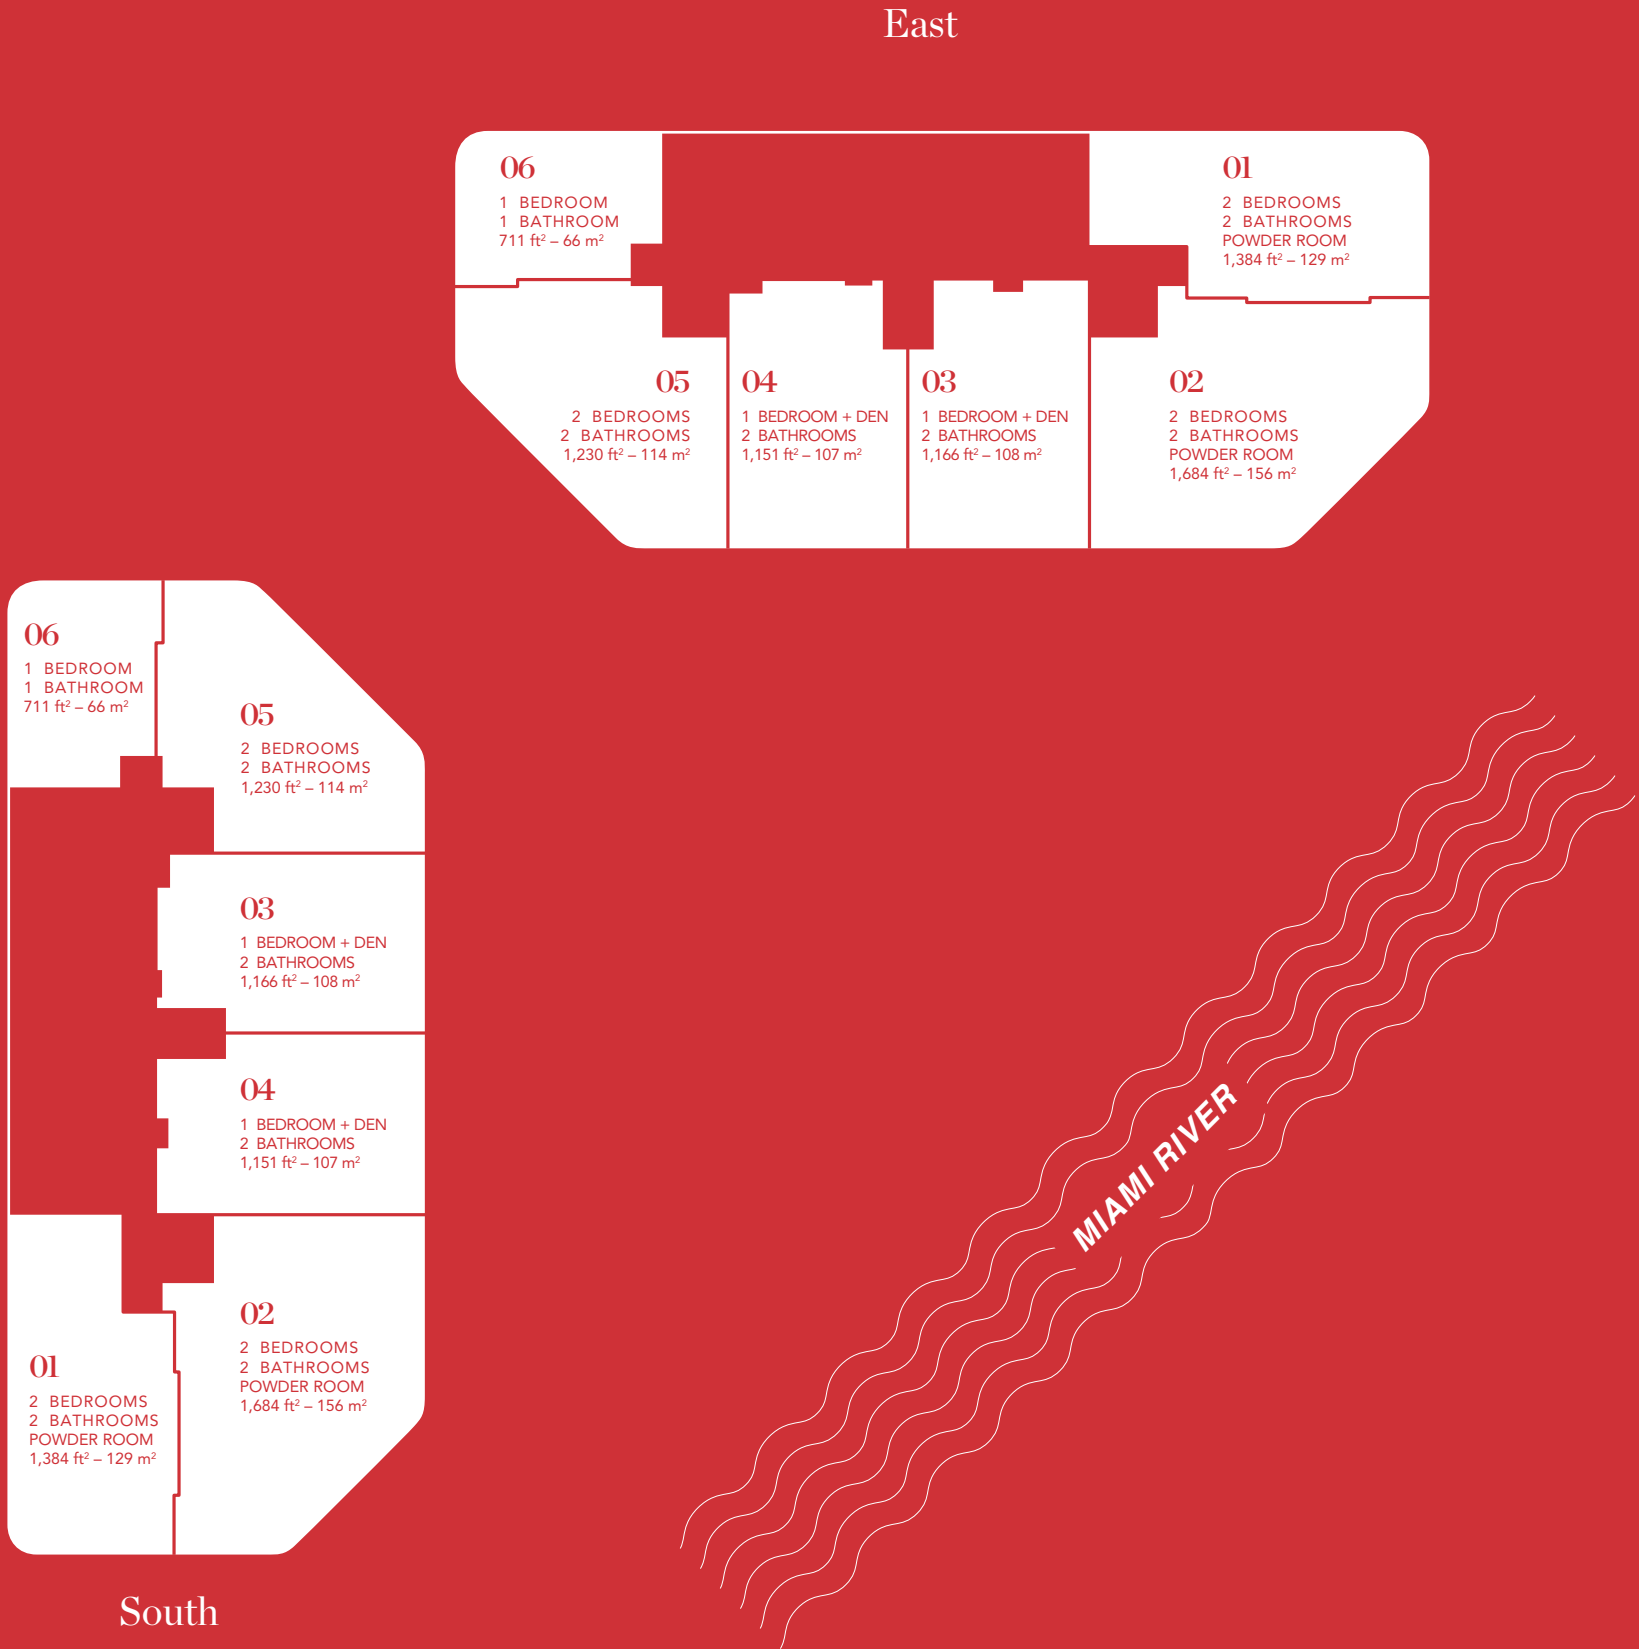 East
06
1 BEDROOM
1 BATHROOM
711 ft² – 66 m²
01
2 BEDROOMS
2 BATHROOMS
POWDER ROOM
1,384 ft² – 129 m²
05
2 BEDROOMS
2 BATHROOMS
1,230 ft² – 114 m²
04
1 BEDROOM + DEN
2 BATHROOMS
1,151 ft² – 107 m²
03
1 BEDROOM + DEN
2 BATHROOMS
1,166 ft² – 108 m²
02
2 BEDROOMS
2 BATHROOMS
POWDER ROOM
1,684 ft² – 156 m²
06
1 BEDROOM
1 BATHROOM
711 ft² – 66 m²
05
2 BEDROOMS
2 BATHROOMS
1,230 ft² – 114 m²
03
1 BEDROOM + DEN
2 BATHROOMS
1,166 ft² – 108 m²
04
1 BEDROOM + DEN
2 BATHROOMS
1,151 ft² – 107 m²
02
2 BEDROOMS
2 BATHROOMS
POWDER ROOM
1,684 ft² – 156 m²
01
2 BEDROOMS
2 BATHROOMS
POWDER ROOM
1,384 ft² – 129 m²
MIAMI RIVER
South